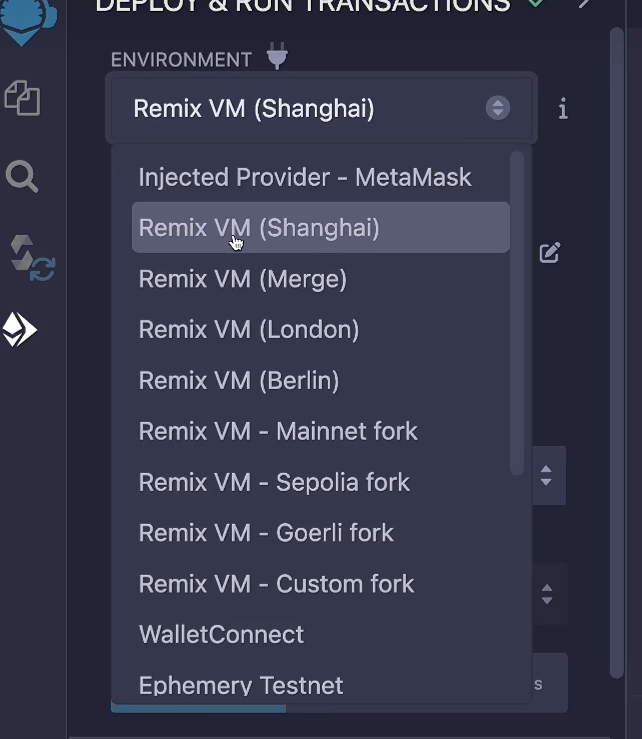 DEPLOY & RUN TRANSACTIONS
ENVIRONMENT
Remix VM (Shanghai)
i
Injected Provider - MetaMask
Remix VM (Shanghai)
Remix VM (Merge)
Remix VM (London)
Remix VM (Berlin)
Remix VM - Mainnet fork
Remix VM - Sepolia fork
Remix VM - Goerli fork
Remix VM - Custom fork
WalletConnect
Ephemery Testnet
s